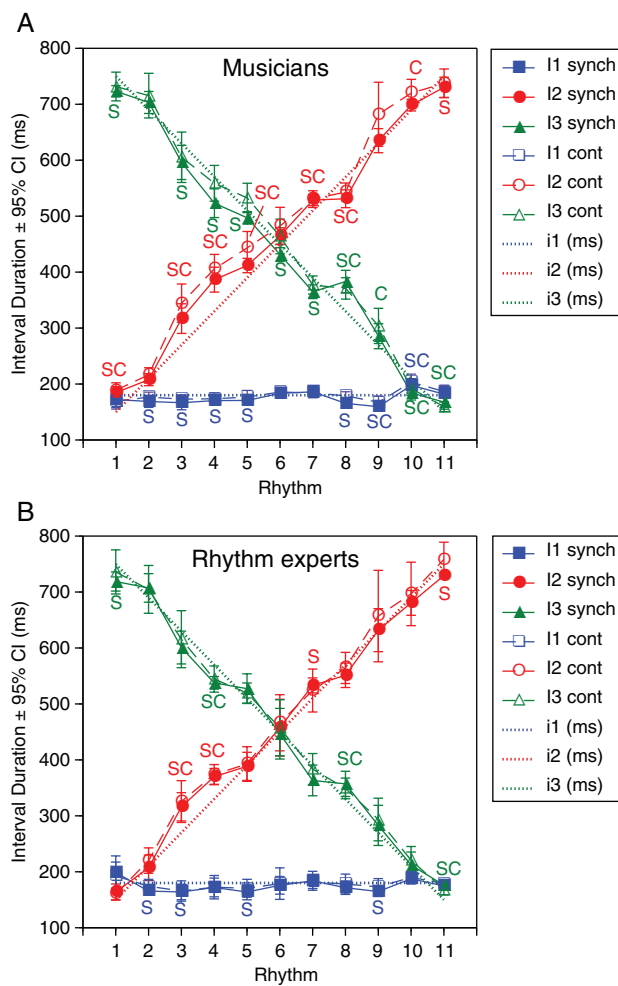 A
Musicians
Interval Duration ± 95% CI (ms)
800
700
600
500
400
300
200
100
S
S
S
S
SC
SC
SC
SC
S
S
SC
SC
C
S
C
SC
SC
SC
SC
S
S
S
S
S
SC
1 2 3 4 5 6 7 8 9 10 11
Rhythm
I1 synch
I2 synch
I3 synch
I1 cont
I2 cont
I3 cont
i1 (ms)
i2 (ms)
i3 (ms)
B
Rhythm experts
Interval Duration ± 95% CI (ms)
800
700
600
500
400
300
200
100
S
SC
SC
SC
S
SC
S
SC
S
S
S
S
1 2 3 4 5 6 7 8 9 10 11
Rhythm
I1 synch
I2 synch
I3 synch
I1 cont
I2 cont
I3 cont
i1 (ms)
i2 (ms)
i3 (ms)